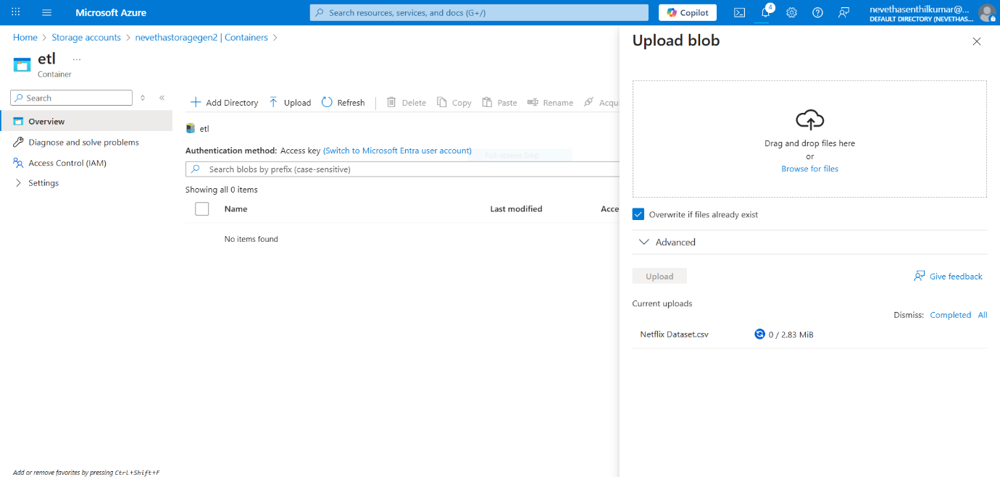 Microsoft Azure
Search resources, services, and docs (G+/)
Copilot
4
nevethasenthilkumar@...
DEFAULT DIRECTORY (NEVETHAS...
Home > Storage accounts > nevethastoragegen2 | Containers >
etl ...
Container
Search
Overview
Diagnose and solve problems
Access Control (IAM)
Settings
Add or remove favorites by pressing Ctrl+Shift+F
Add Directory Upload Refresh Delete Copy Paste Rename Acqui
etl
Authentication method: Access key (Switch to Microsoft Entra user account)
Full-screen Snip
Search blobs by prefix (case-sensitive)
Showing all 0 items
Name Last modified Acce
No items found
Upload blob
Drag and drop files here
or
Browse for files
Overwrite if files already exist
Advanced
Upload
Give feedback
Current uploads
Dismiss: Completed All
Netflix Dataset.csv 0 / 2.83 MiB